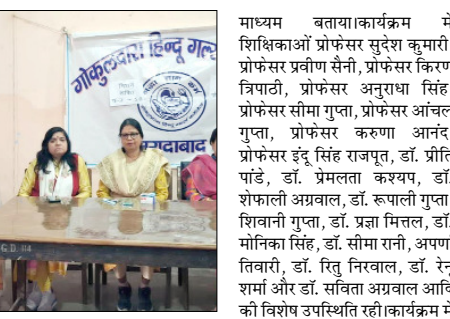 गोकुलदास हिन्दू गर्ल्स
मुरादाबाद
G.D. 114
माध्यम बताया।कार्यक्रम में
शिक्षिकाओं प्रोफेसर सुदेश कुमारी
प्रोफेसर प्रवीण सैनी, प्रोफेसर किरण
त्रिपाठी, प्रोफेसर अनुराधा सिंह
प्रोफेसर सीमा गुप्ता, प्रोफेसर आंचल
गुप्ता, प्रोफेसर करुणा आनंद,
प्रोफेसर इंदू सिंह राजपूत, डॉ. प्रीति
पांडे, डॉ. प्रेमलता कश्यप, डॉ.
शेफाली अग्रवाल, डॉ. रूपाली गुप्ता
शिवानी गुप्ता, डॉ. प्रज्ञा मित्तल, डॉ.
मोनिका सिंह, डॉ. सीमा रानी, अपर्णा
तिवारी, डॉ. रितु निरवाल, डॉ. रेनू
शर्मा और डॉ. सविता अग्रवाल आदि
की विशेष उपस्थिति रही।कार्यक्रम में